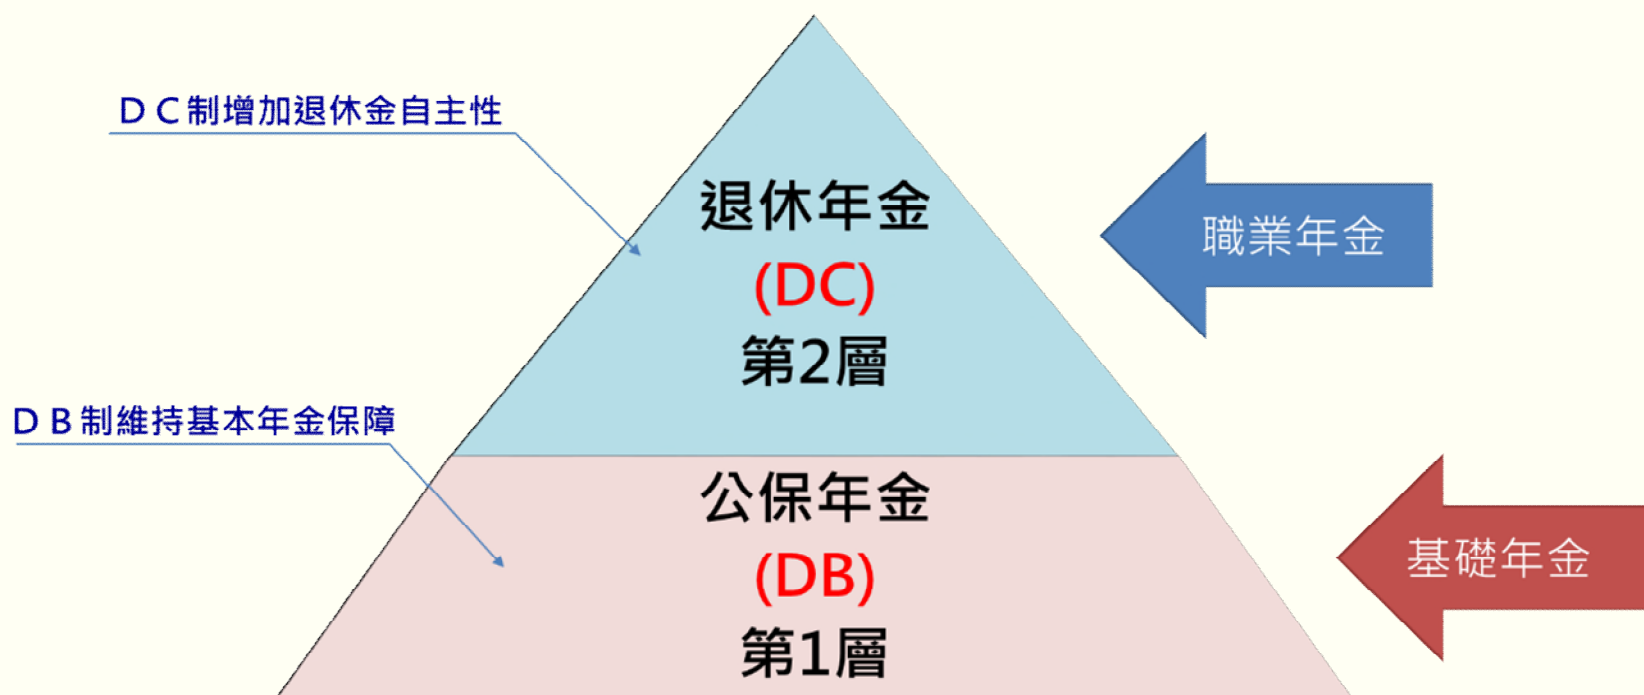 ＤＣ制增加退休金自主性
退休年金
(DC)
第2層
職業年金
ＤＢ制維持基本年金保障
公保年金
(DB)
第1層
基礎年金